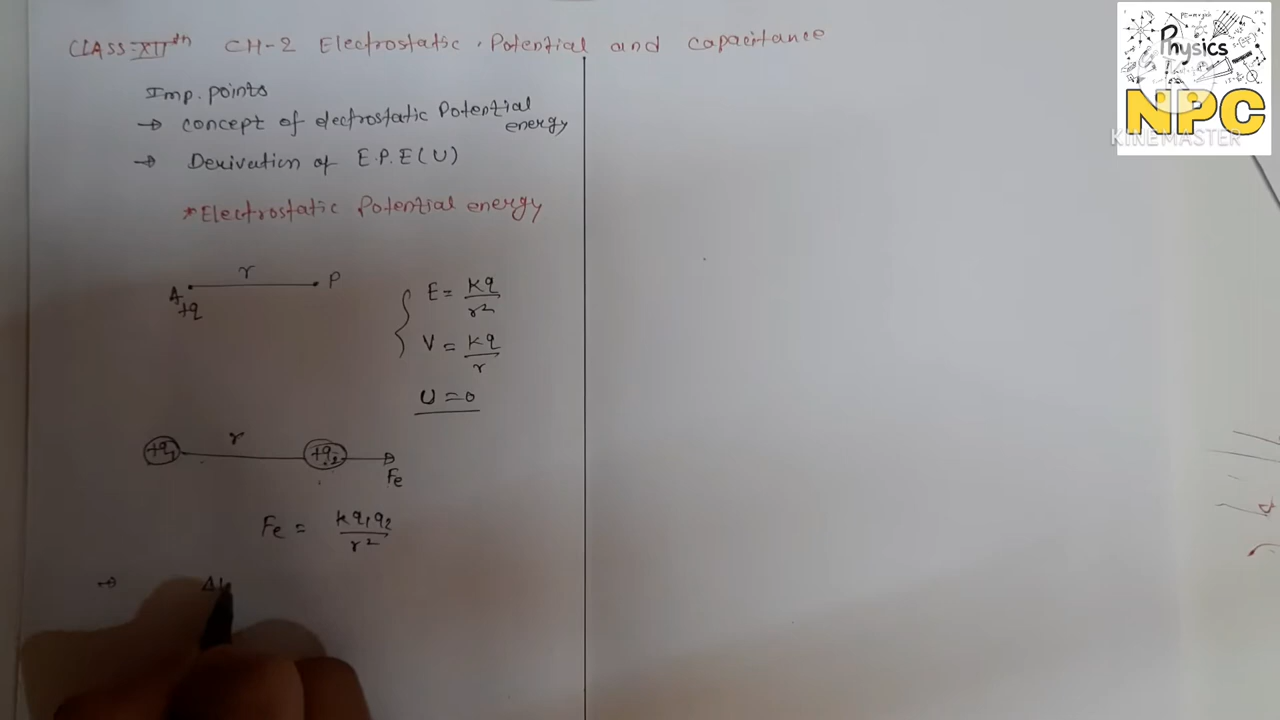 CLASS:-XIIth CH-2 Electrostatic Potential and capacitance
Imp. points
→ concept of electrostatic Potential energy
→ Derivation of E.P.E(U)
*Electrostatic Potential energy
r
A P
+q
E = kq/r²
V = kq/r
U = 0
+q₁ r +q₂
Fe
Fe = kq₁q₂/r²
→
Physics
NPC
KINEMASTER